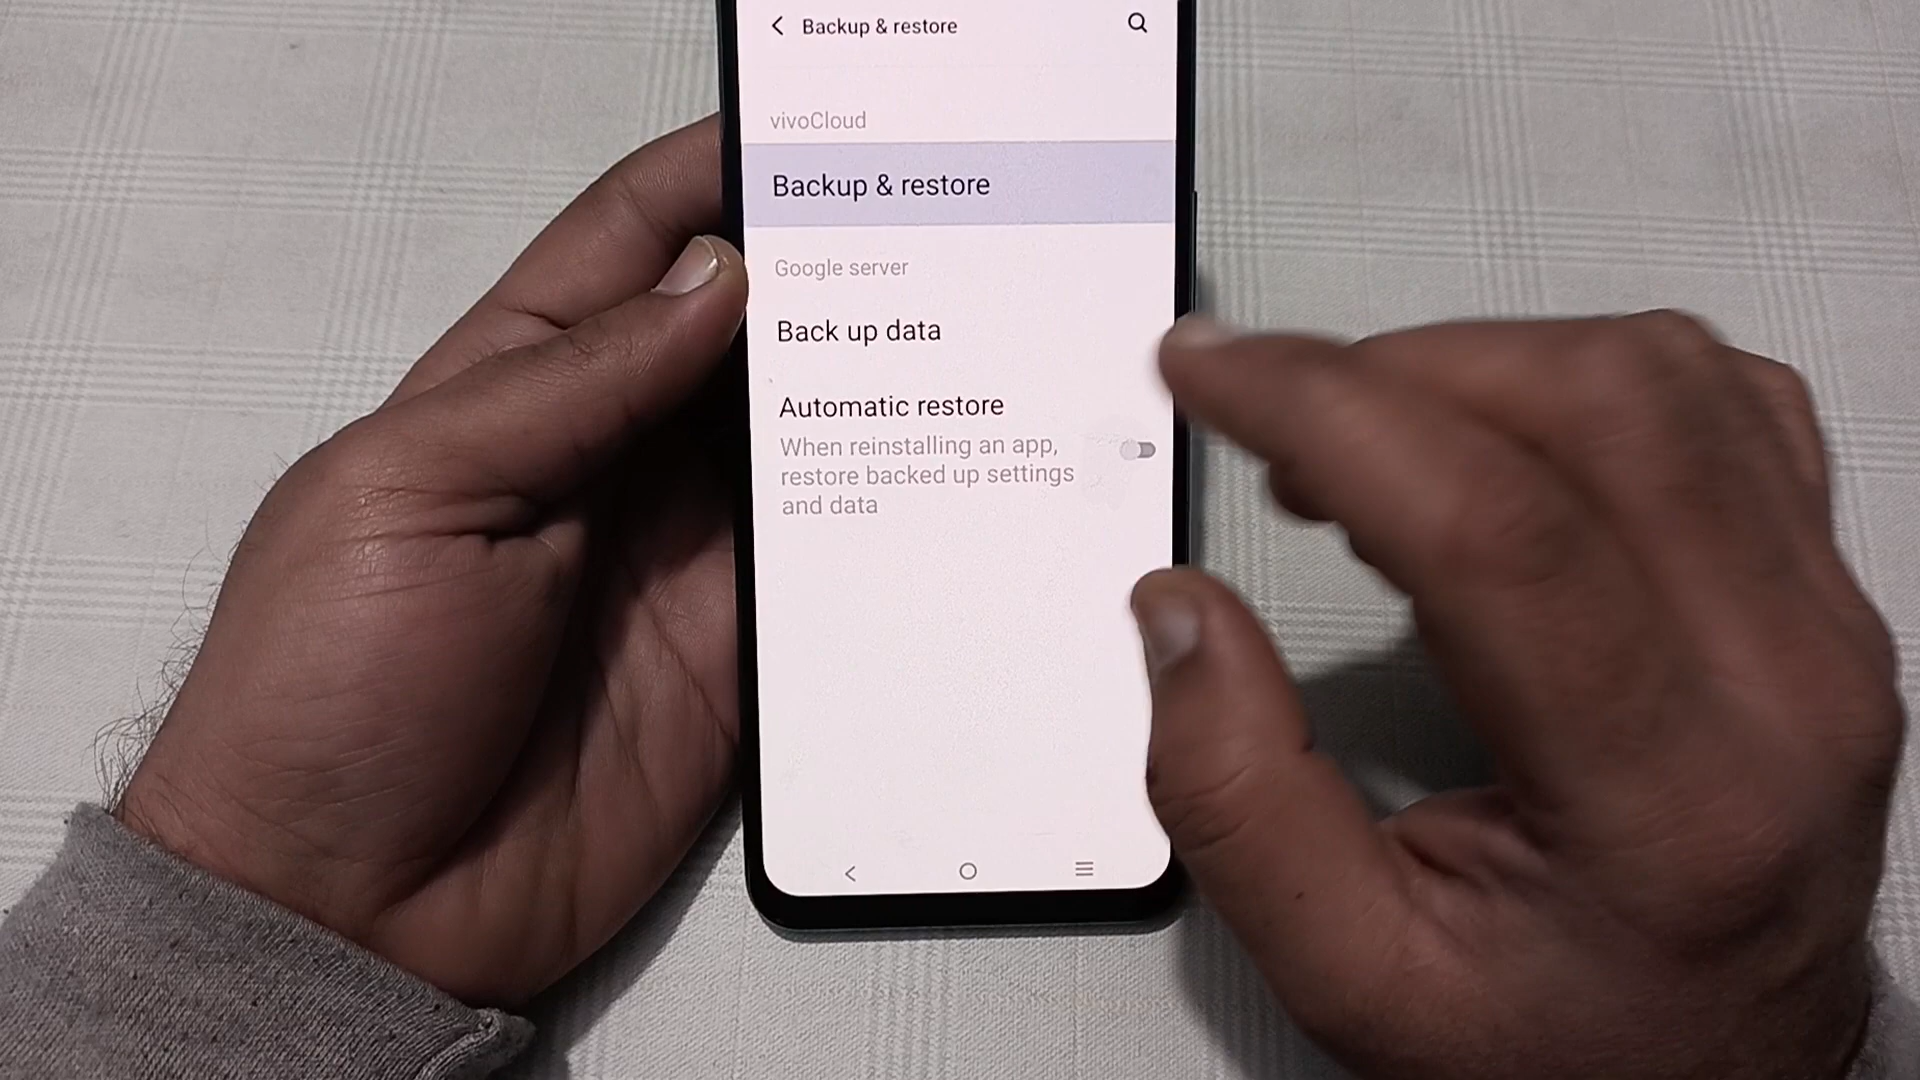 Backup & restore
vivoCloud
Backup & restore
Google server
Back up data
Automatic restore
When reinstalling an app,
restore backed up settings
and data